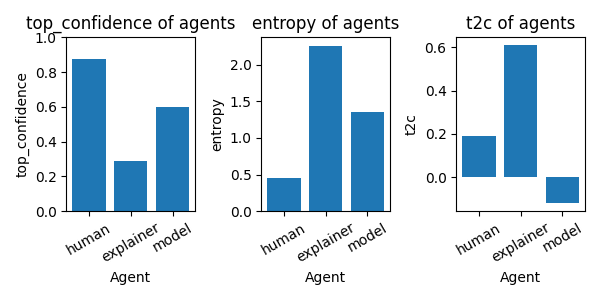 top_confidence of agents
top_confidence
1.0
0.8
0.6
0.4
0.2
0.0
human
explainer
model
Agent
entropy of agents
entropy
2.0
1.5
1.0
0.5
0.0
human
explainer
model
Agent
t2c of agents
t2c
0.6
0.4
0.2
0.0
human
explainer
model
Agent